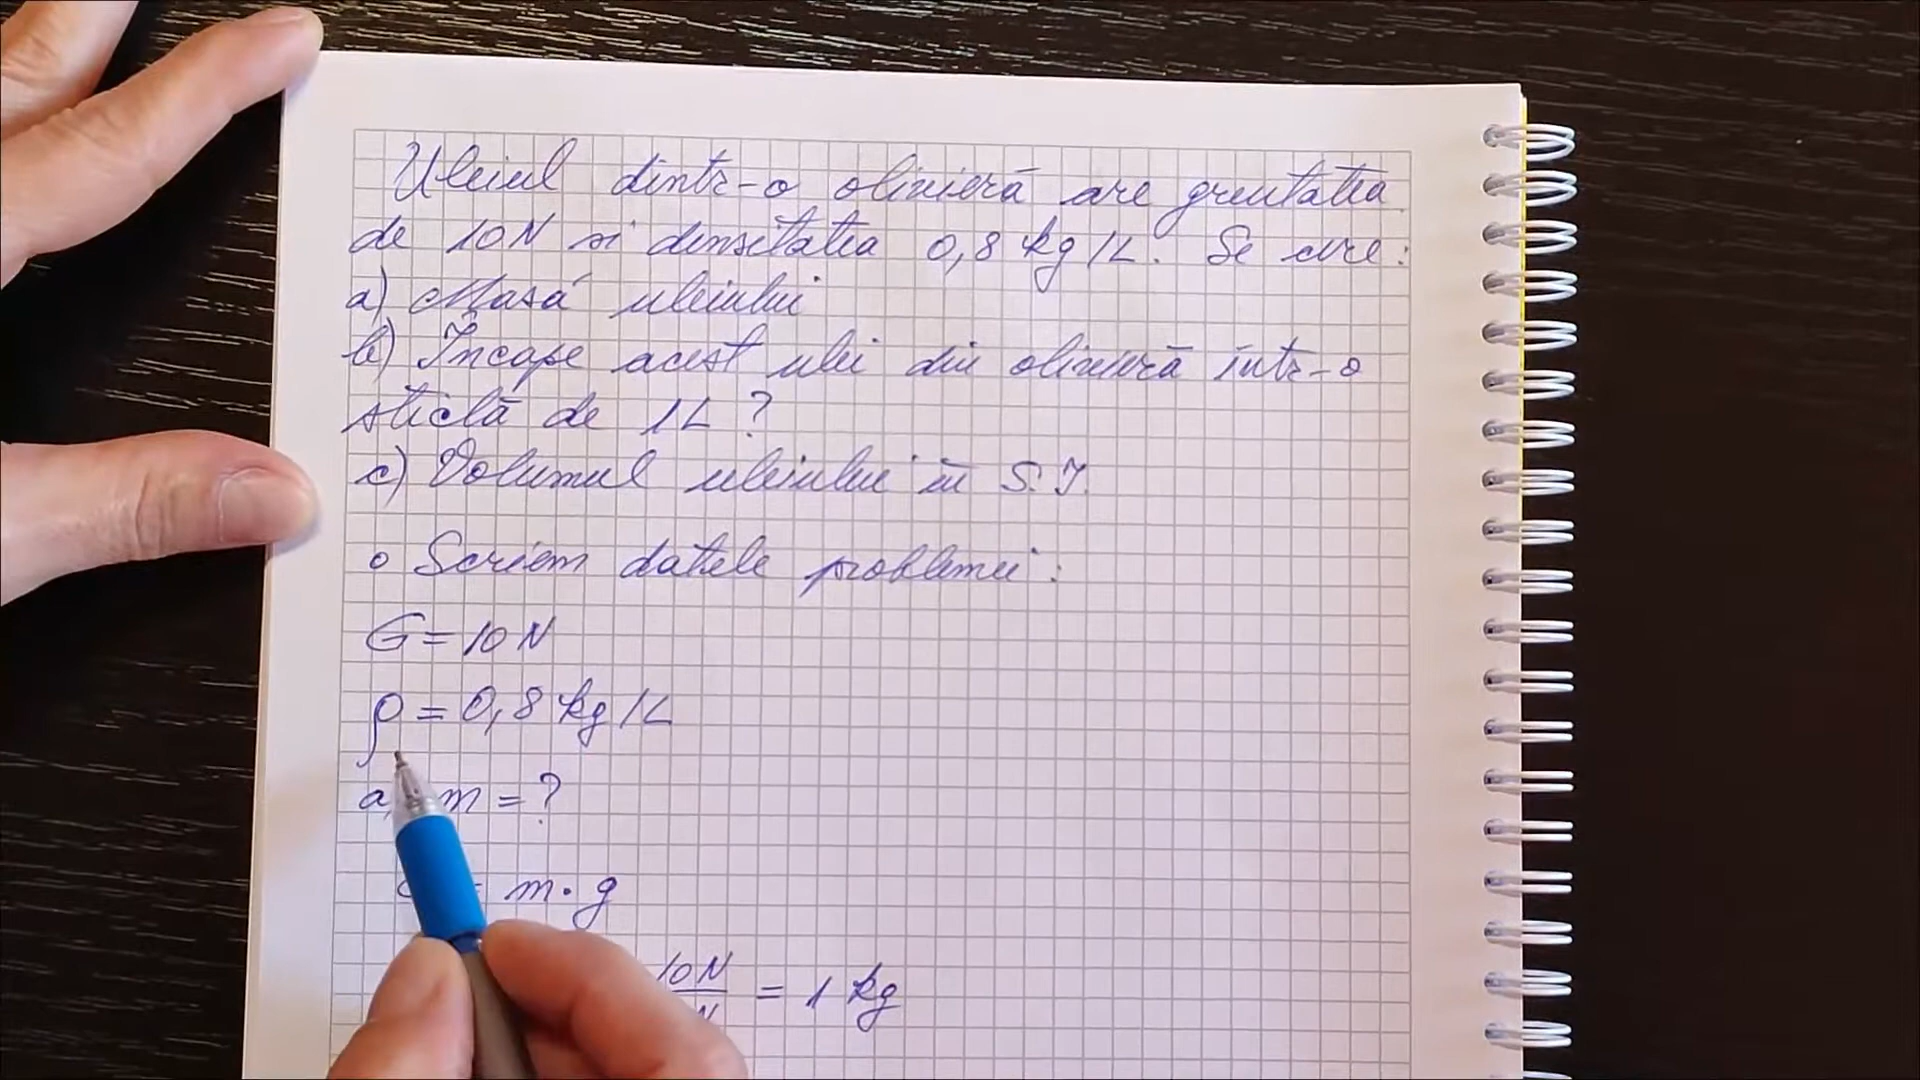 Uleiul dintr-o olivieră are greutatea
de 10N și densitatea 0,8 kg/L. Se cere:
a) Masa uleiului
b) Încape acest ulei din olivieră într-o
sticlă de 1L?
c) Volumul uleiului în S.I.
o Scriem datele problemei:
G = 10 N
ρ = 0,8 kg/L
a) m = ?
= m · g
10N
= 1 kg
N